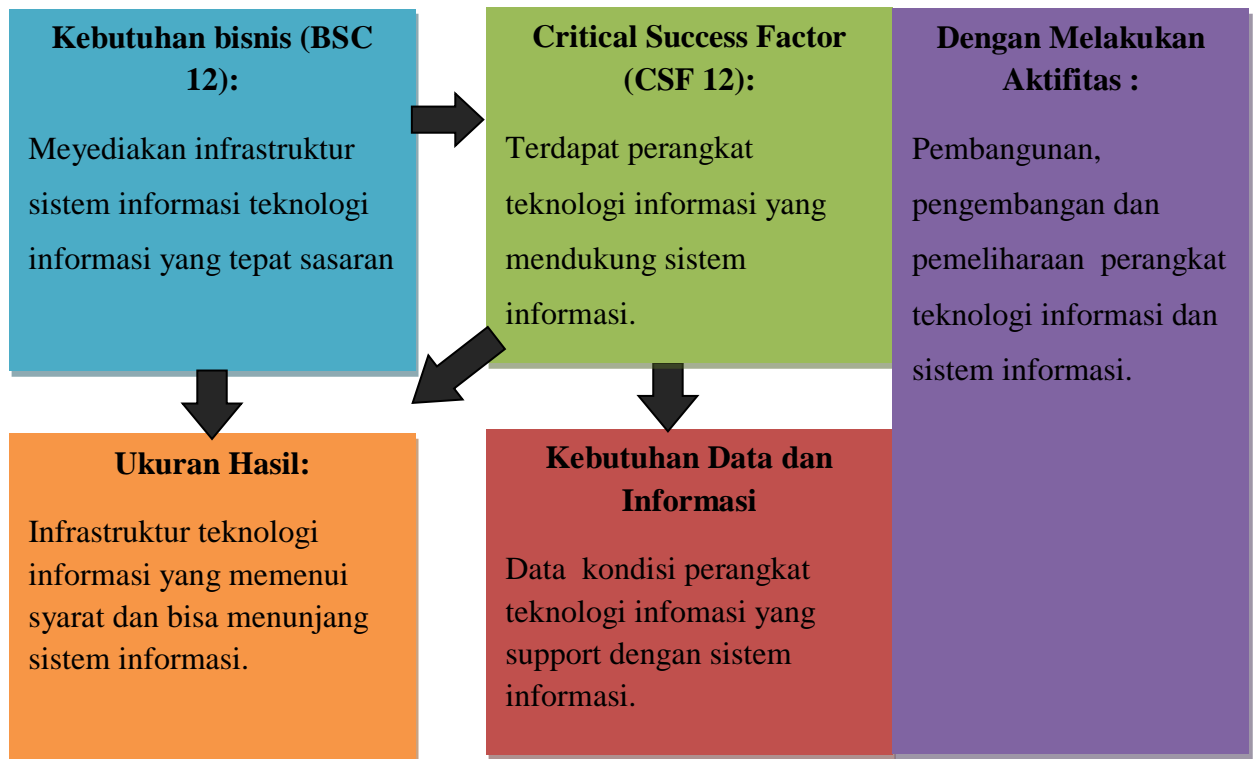 Kebutuhan bisnis (BSC
12):
Meyediakan infrastruktur
sistem informasi teknologi
informasi yang tepat sasaran
Critical Success Factor
(CSF 12):
Terdapat perangkat
teknologi informasi yang
mendukung sistem
informasi.
Dengan Melakukan
Aktifitas :
Pembangunan,
pengembangan dan
pemeliharaan perangkat
teknologi informasi dan
sistem informasi.
Ukuran Hasil:
Infrastruktur teknologi
informasi yang memenui
syarat dan bisa menunjang
sistem informasi.
Kebutuhan Data dan
Informasi
Data kondisi perangkat
teknologi infomasi yang
support dengan sistem
informasi.